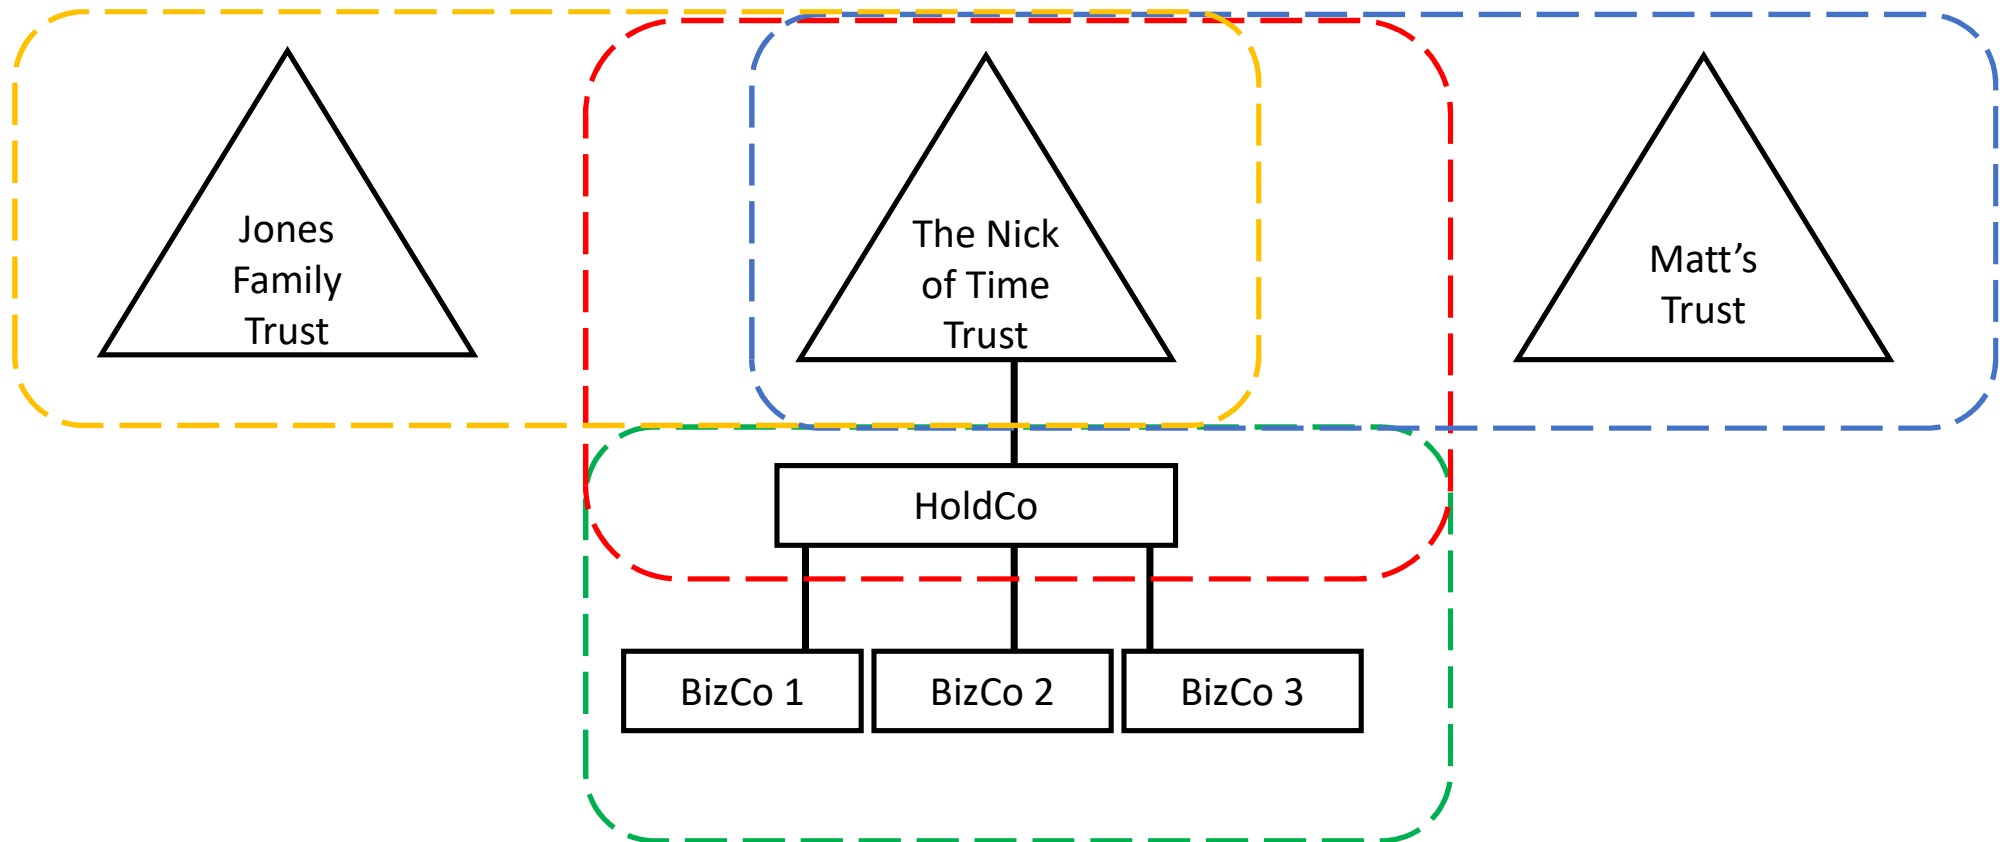 Jones
Family
Trust
The Nick
of Time
Trust
Matt’s
Trust
HoldCo
BizCo 1
BizCo 2
BizCo 3